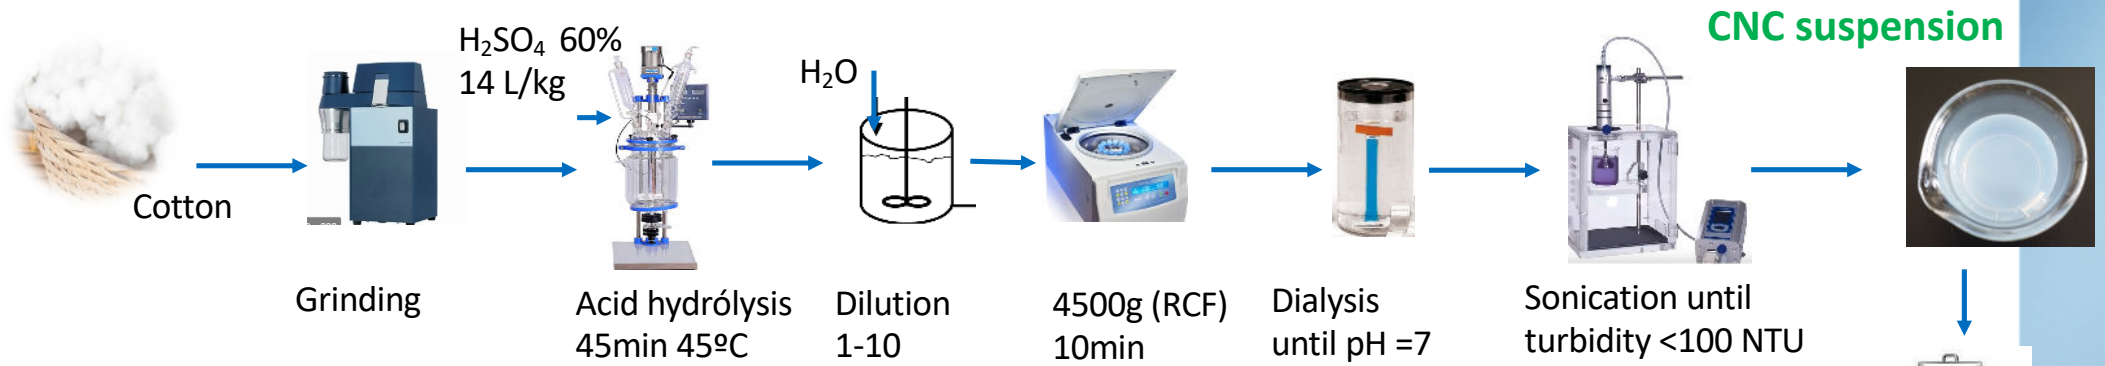 CNC suspension
H₂SO₄ 60%
14 L/kg
H₂O
Cotton
Grinding
Acid hydrólysis
45min 45ºC
Dilution
1-10
4500g (RCF)
10min
Dialysis
until pH =7
Sonication until
turbidity <100 NTU